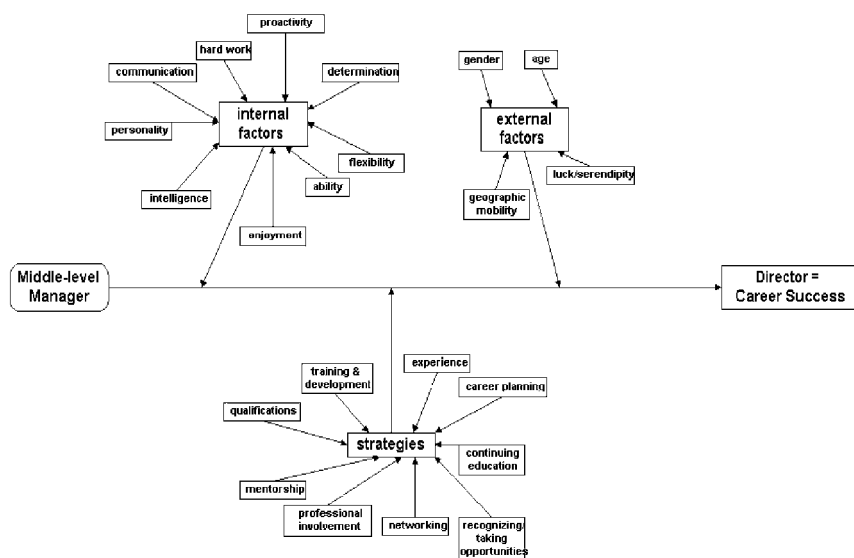 proactivity
hard work
communication
determination
personality
internal
factors
flexibility
ability
intelligence
enjoyment
gender
age
external
factors
luck/serendipity
geographic
mobility
Middle-level
Manager
Director =
Career Success
experience
training &
development
career planning
qualifications
strategies
continuing
education
mentorship
professional
involvement
networking
recognizing/
taking
opportunities